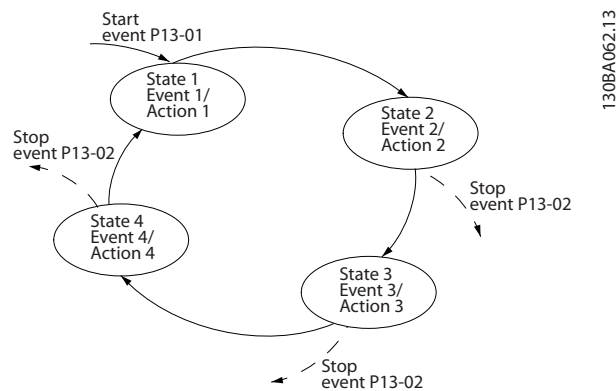 Start
event P13-01
State 1
Event 1/
Action 1
State 2
Event 2/
Action 2
Stop
event P13-02
State 3
Event 3/
Action 3
Stop
event P13-02
State 4
Event 4/
Action 4
Stop
event P13-02
130BA062.13